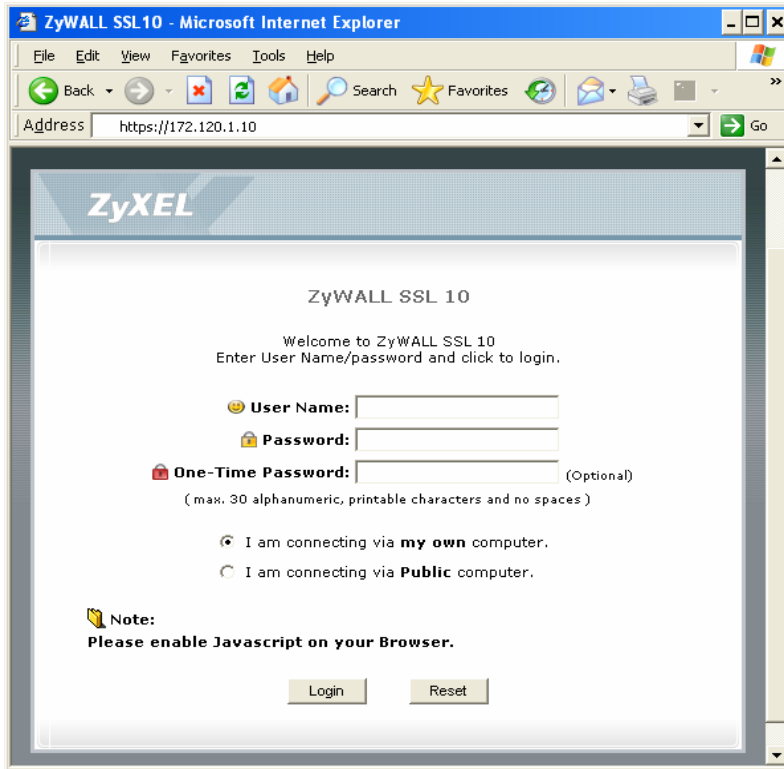 ZyWALL SSL10 - Microsoft Internet Explorer
File Edit View Favorites Tools Help
Back Search Favorites
Address https://172.120.1.10 Go
ZyXEL
ZyWALL SSL 10
Welcome to ZyWALL SSL 10
Enter User Name/password and click to login.
User Name:
Password:
One-Time Password: (Optional)
( max. 30 alphanumeric, printable characters and no spaces )
I am connecting via my own computer.
I am connecting via Public computer.
Note:
Please enable Javascript on your Browser.
Login Reset